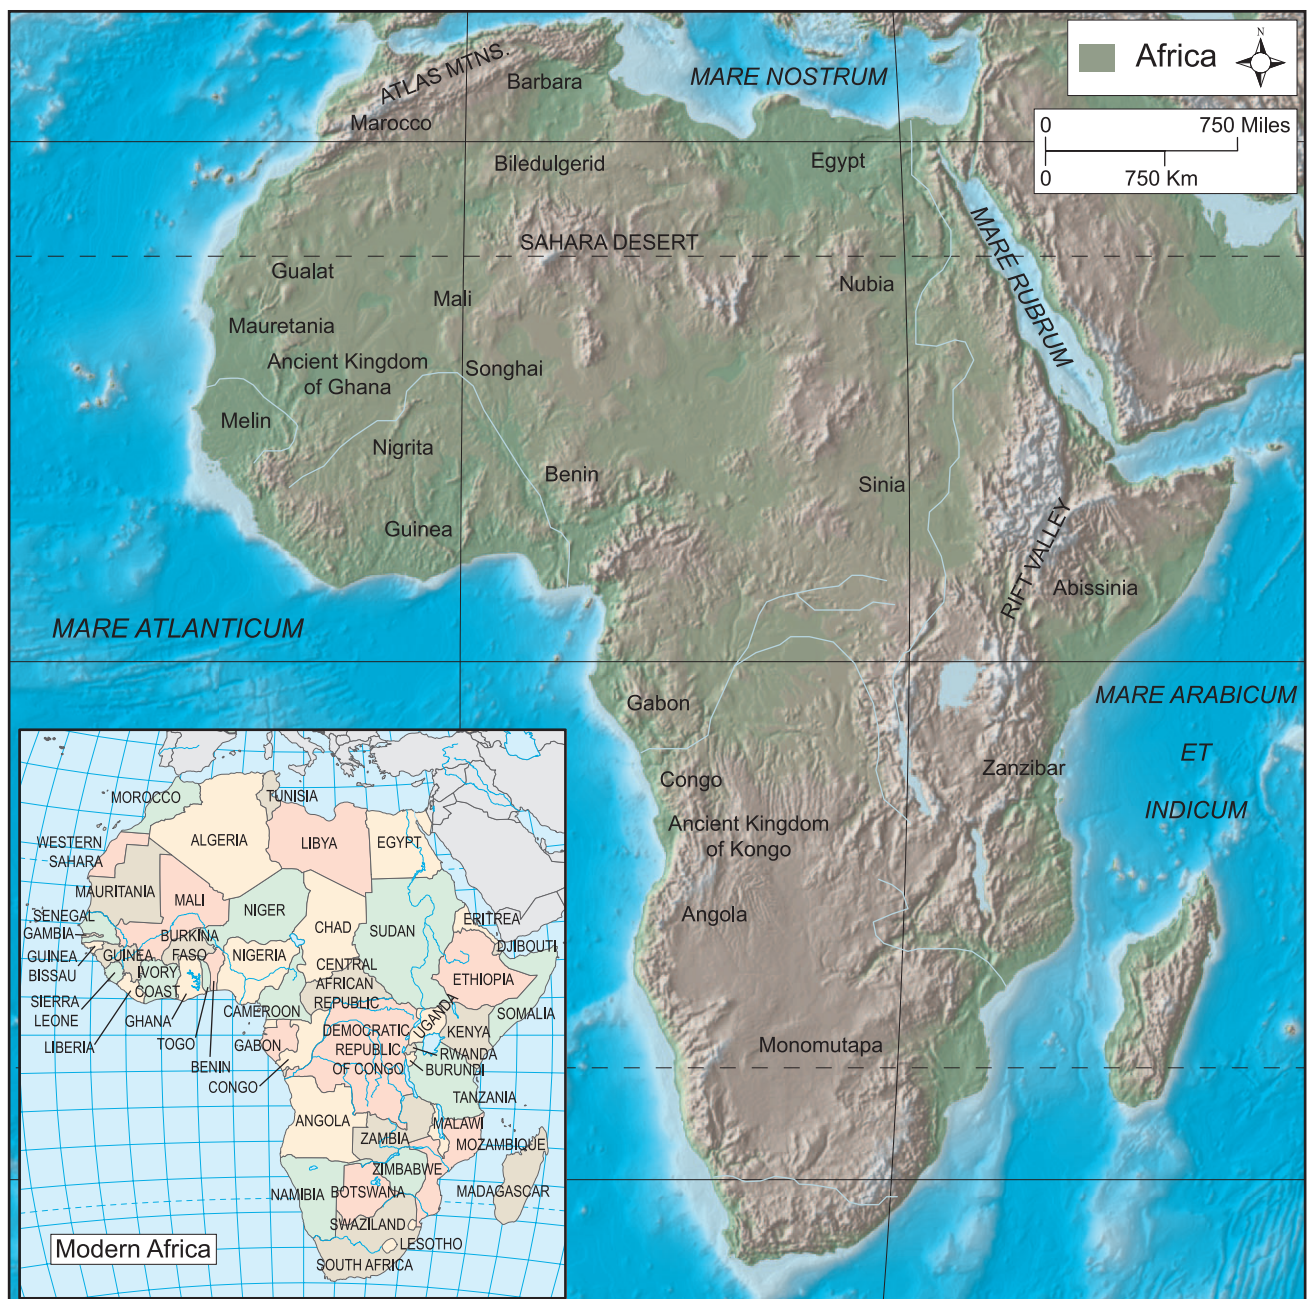 N
Africa
0 750 Miles
0 750 Km
MARE NOSTRUM
ATLAS MTNS.
Barbara
Marocco
Biledulgerid
Egypt
SAHARA DESERT
MARE RUBRUM
Gualat
Mali
Nubia
Mauretania
Ancient Kingdom
of Ghana
Songhai
Melin
Nigrita
Benin
Sinia
Guinea
RIFT VALLEY
Abissinia
MARE ATLANTICUM
Gabon
MARE ARABICUM
ET
INDICUM
Congo
Zanzibar
Ancient Kingdom
of Kongo
Angola
Monomutapa
MOROCCO
TUNISIA
WESTERN
SAHARA
ALGERIA
LIBYA
EGYPT
MAURITANIA
MALI
NIGER
CHAD
SUDAN
ERITREA
DJIBOUTI
SENEGAL
GAMBIA
GUINEA
BISSAU
GUINEA
BURKINA
FASO
NIGERIA
IVORY
COAST
CENTRAL
AFRICAN
REPUBLIC
ETHIOPIA
SOMALIA
SIERRA
LEONE
LIBERIA
GHANA
TOGO
BENIN
CAMEROON
GABON
CONGO
DEMOCRATIC
REPUBLIC
OF CONGO
UGANDA
KENYA
RWANDA
BURUNDI
TANZANIA
ANGOLA
ZAMBIA
MALAWI
MOZAMBIQUE
ZIMBABWE
NAMIBIA
BOTSWANA
MADAGASCAR
SWAZILAND
LESOTHO
SOUTH AFRICA
Modern Africa